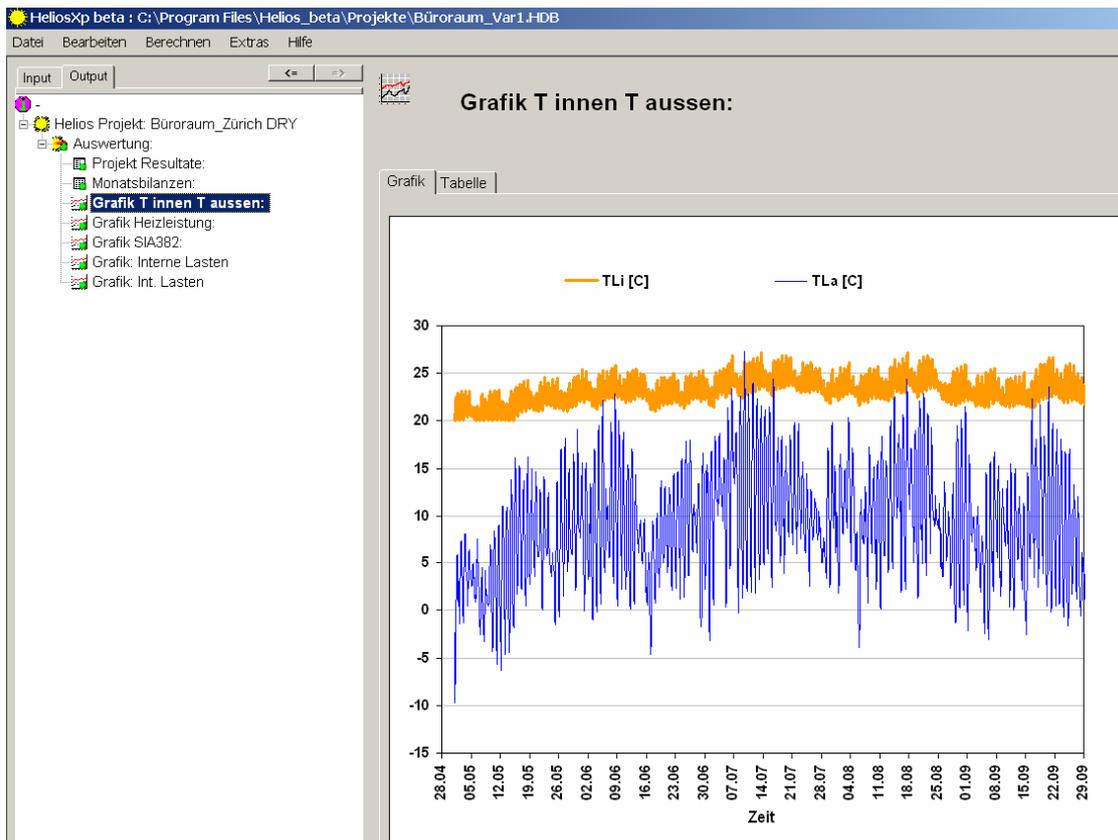 HeliosXp beta : C:\Program Files\Helios_beta\Projekte\Büroraum_Var1.HDB
Datei Bearbeiten Berechnen Extras Hilfe
Input Output <= =>
-
Helios Projekt: Büroraum_Zürich DRY
Auswertung:
Projekt Resultate:
Monatsbilanzen:
Grafik T innen T aussen:
Grafik Heizleistung:
Grafik SIA382:
Grafik: Interne Lasten
Grafik: Int. Lasten
Grafik T innen T aussen:
Grafik Tabelle
TLi [C] TLa [C]
30
25
20
15
10
5
0
-5
-10
-15
28.04 05.05 12.05 19.05 26.05 02.06 09.06 16.06 23.06 30.06 07.07 14.07 21.07 28.07 04.08 11.08 18.08 25.08 01.09 08.09 15.09 22.09 29.09
Zeit